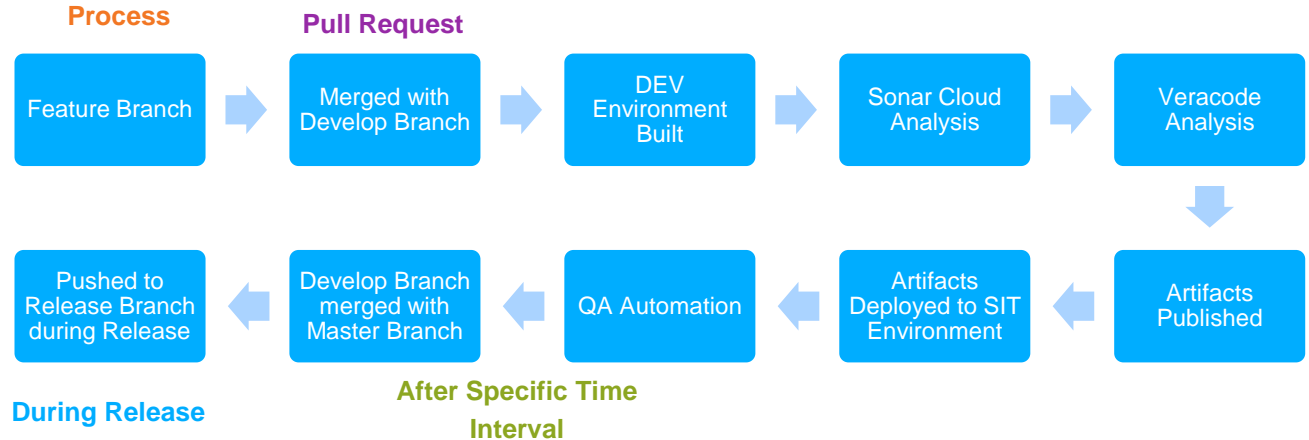 Process
Pull Request
Feature Branch
Merged with
Develop Branch
DEV
Environment
Built
Sonar Cloud
Analysis
Veracode
Analysis
Pushed to
Release Branch
during Release
Develop Branch
merged with
Master Branch
QA Automation
Artifacts
Deployed to SIT
Environment
Artifacts
Published
During Release
After Specific Time
Interval